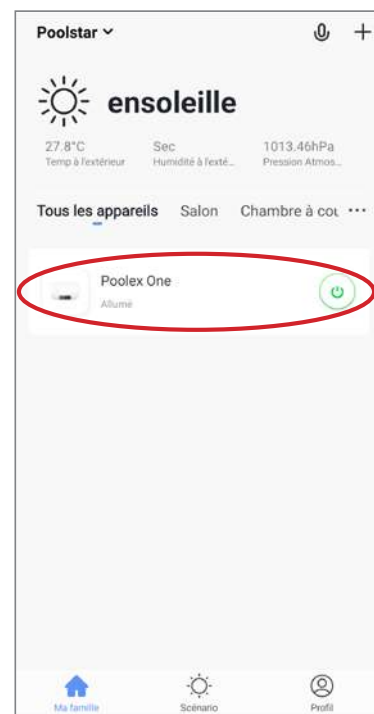 Poolstar
ensoleille
27.8°C Sec 1013.46hPa
Temp à l'extérieur Humidité à l'exté... Pression Atmos...
Tous les appareils Salon Chambre à cou ...
Poolex One
Allumé
Ma famille Scénario Profil